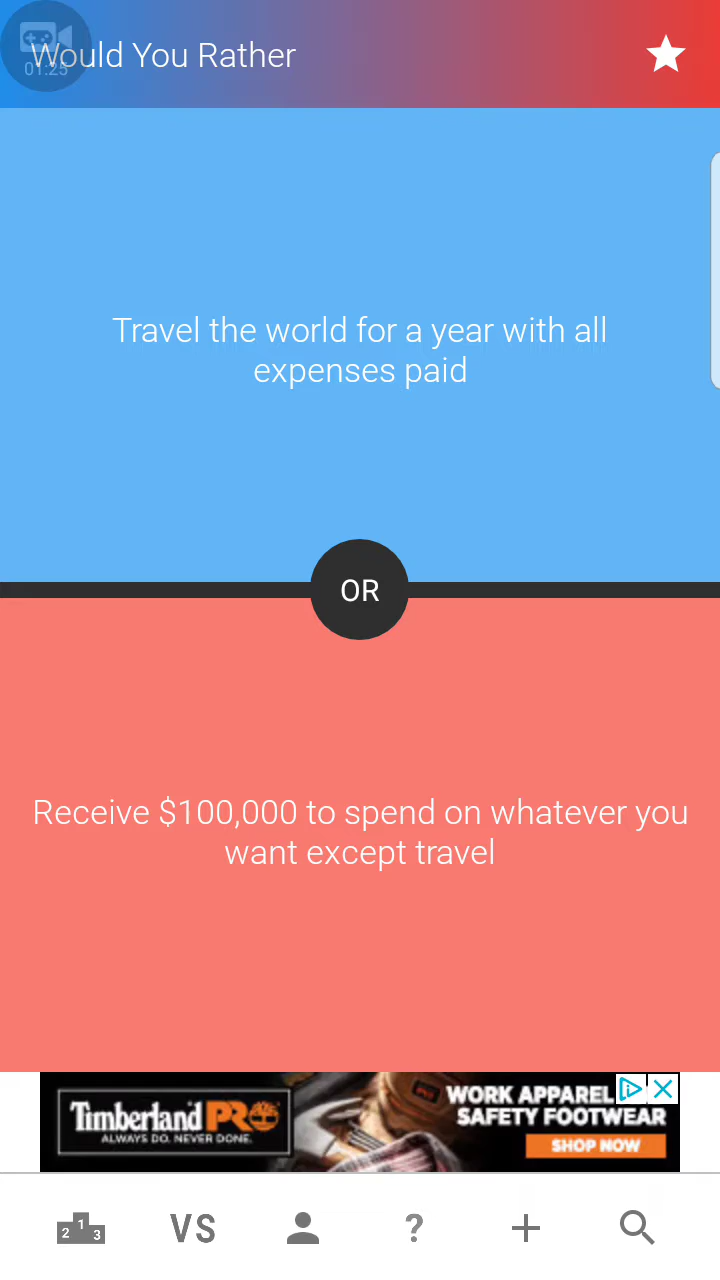 Would You Rather
01:25
Travel the world for a year with all
expenses paid
OR
Receive $100,000 to spend on whatever you
want except travel
Timberland PRO
ALWAYS DO. NEVER DONE.
WORK APPAREL
SAFETY FOOTWEAR
SHOP NOW
2 1 3
VS
?